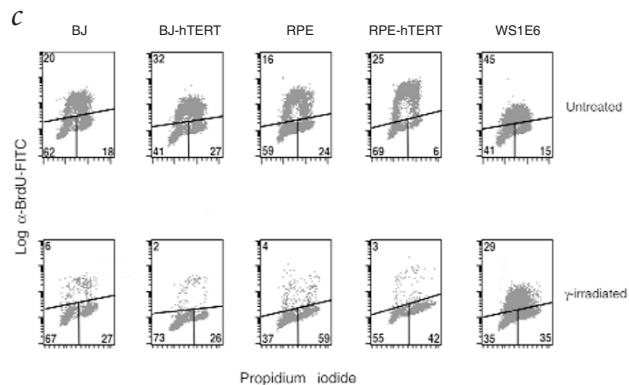 c
BJ BJ-hTERT RPE RPE-hTERT WS1E6
20 32 16 25 45
Untreated
62 18 41 27 59 24 69 6 41 15
Log α-BrdU-FITC
6 2 4 3 29
γ-irradiated
67 27 73 26 37 59 55 42 35 35
Propidium iodide